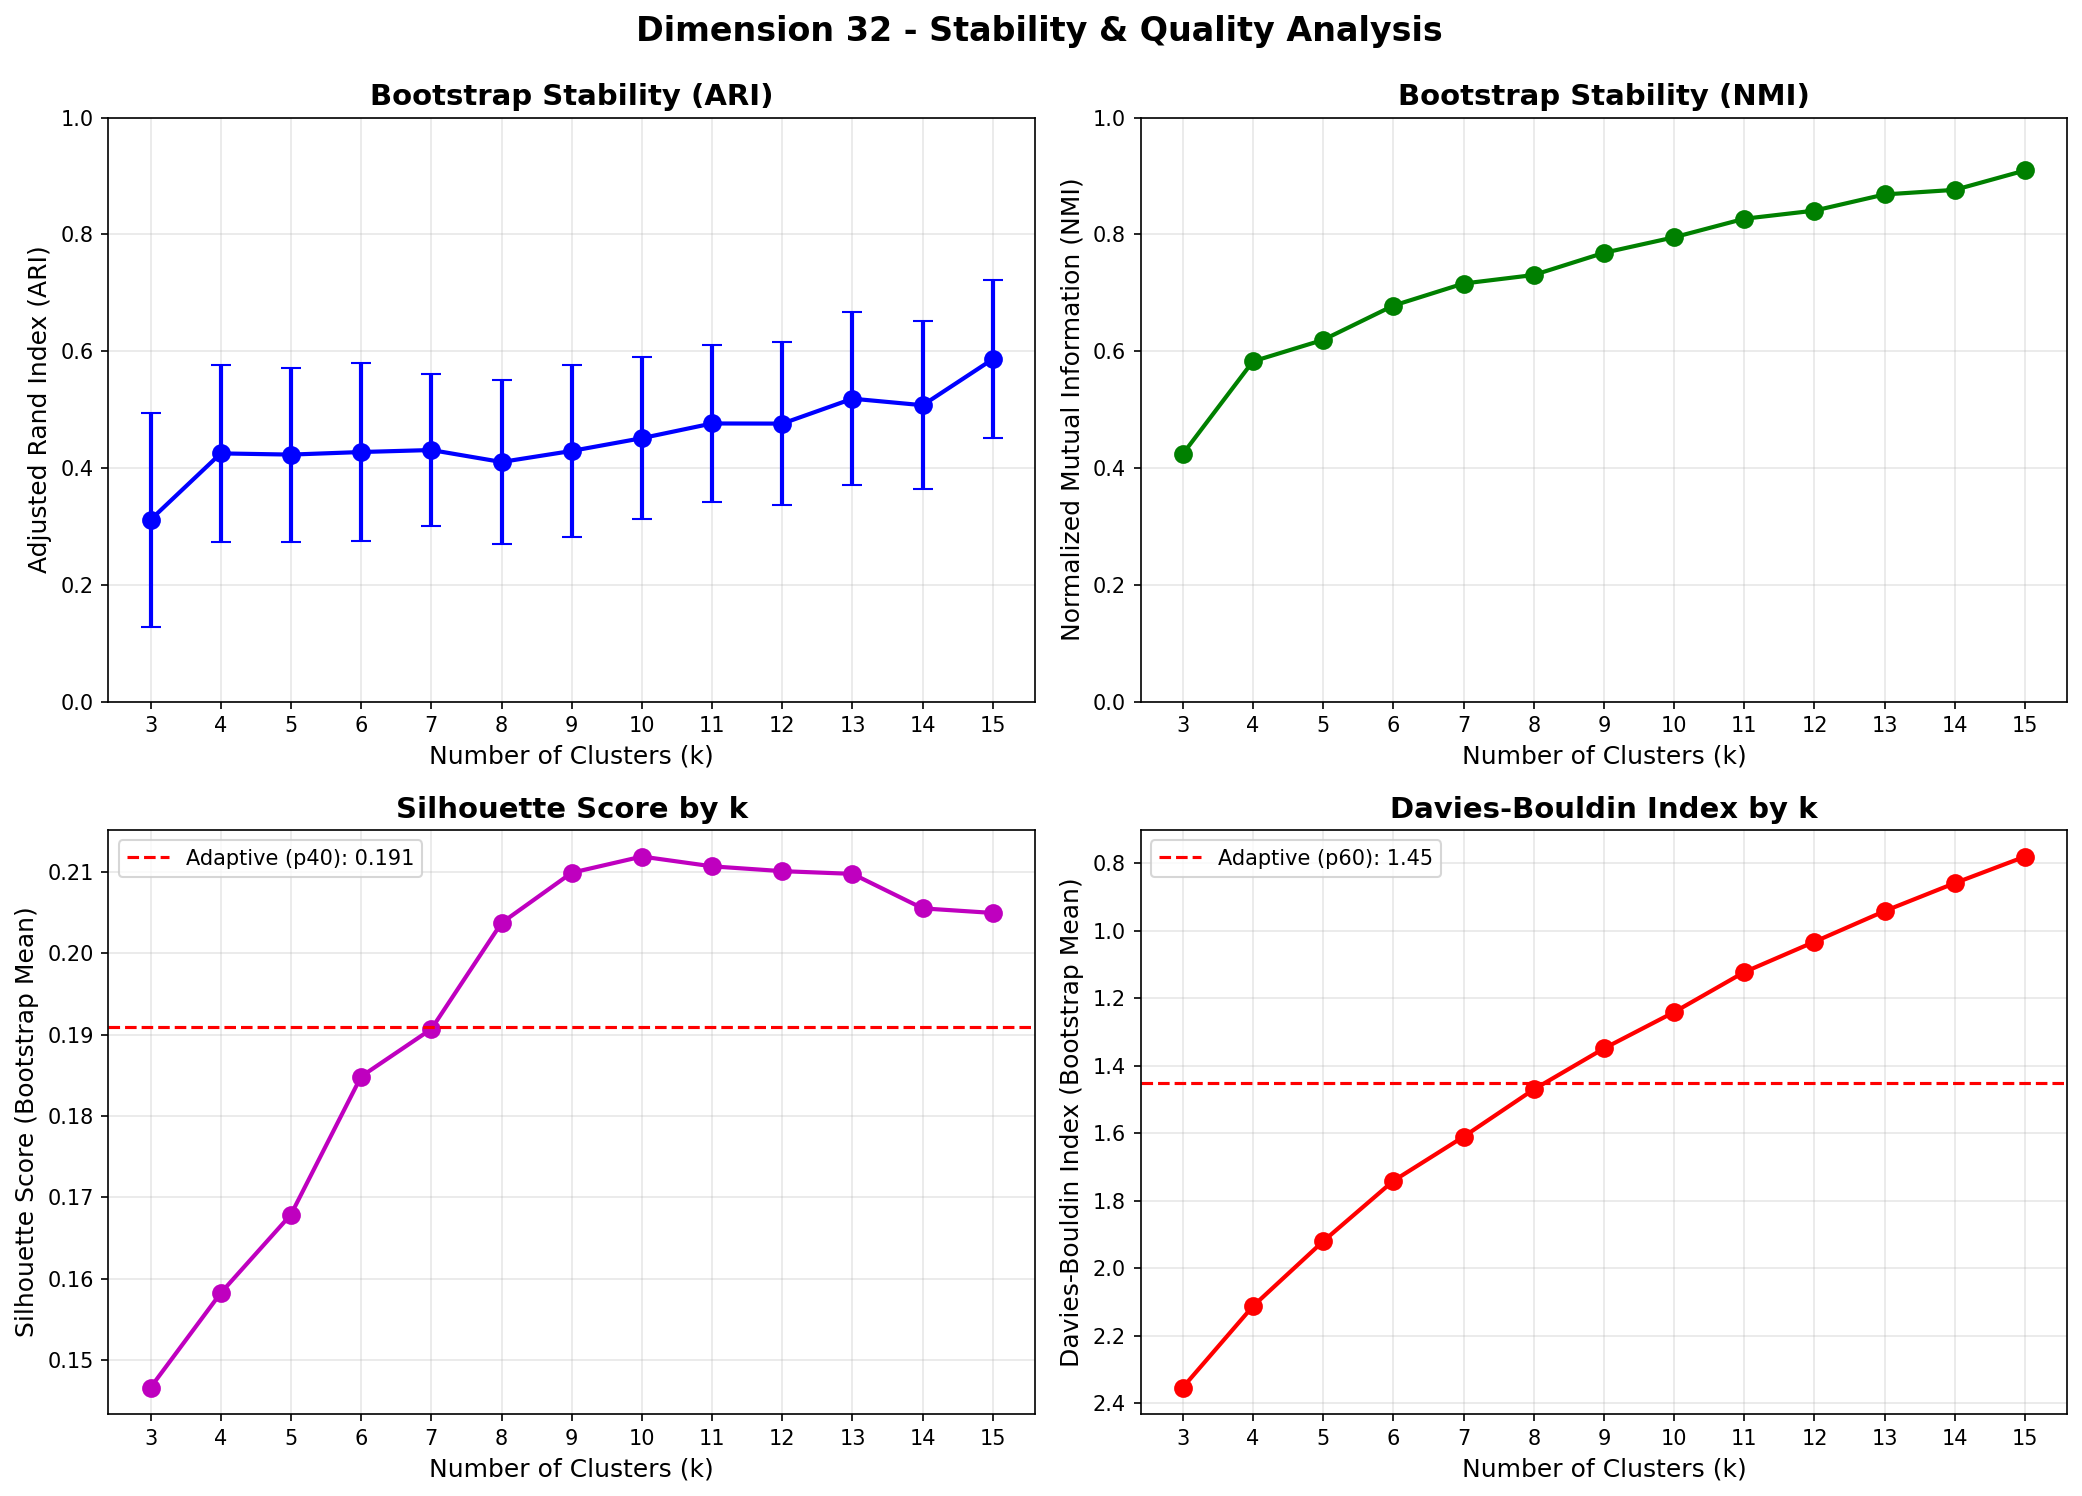 Dimension 32 - Stability & Quality Analysis
Bootstrap Stability (ARI)
Adjusted Rand Index (ARI)
1.0
0.8
0.6
0.4
0.2
0.0
3 4 5 6 7 8 9 10 11 12 13 14 15
Number of Clusters (k)
Bootstrap Stability (NMI)
Normalized Mutual Information (NMI)
1.0
0.8
0.6
0.4
0.2
0.0
3 4 5 6 7 8 9 10 11 12 13 14 15
Number of Clusters (k)
Silhouette Score by k
Silhouette Score (Bootstrap Mean)
Adaptive (p40): 0.191
0.21
0.20
0.19
0.18
0.17
0.16
0.15
3 4 5 6 7 8 9 10 11 12 13 14 15
Number of Clusters (k)
Davies-Bouldin Index by k
Davies-Bouldin Index (Bootstrap Mean)
Adaptive (p60): 1.45
0.8
1.0
1.2
1.4
1.6
1.8
2.0
2.2
2.4
3 4 5 6 7 8 9 10 11 12 13 14 15
Number of Clusters (k)